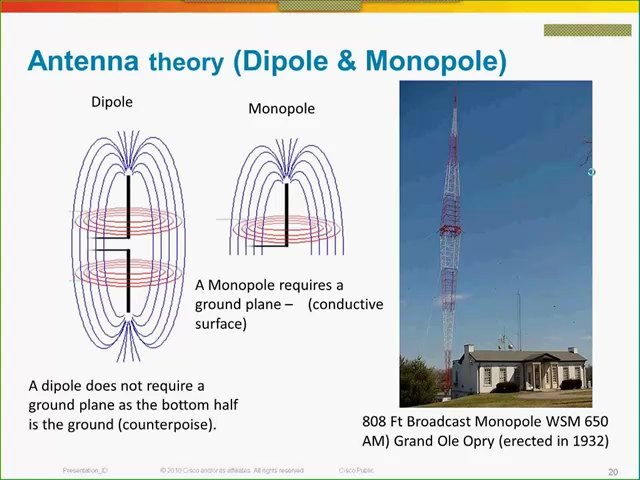 Antenna theory (Dipole & Monopole)
Dipole
Monopole
A Monopole requires a
ground plane – (conductive
surface)
A dipole does not require a
ground plane as the bottom half
is the ground (counterpoise).
808 Ft Broadcast Monopole WSM 650
AM) Grand Ole Opry (erected in 1932)
Presentation_ID © 2010 Cisco and/or its affiliates. All rights reserved Cisco Public 20